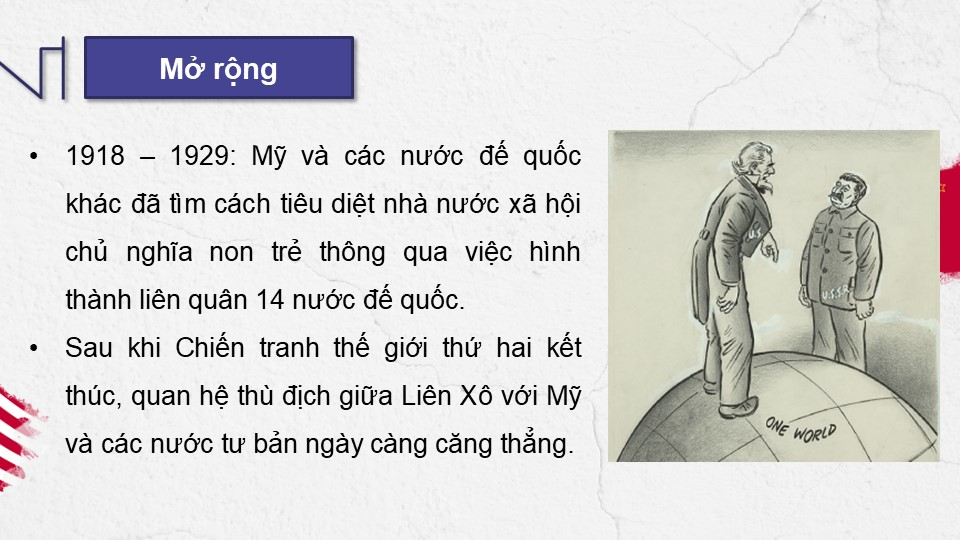 Mở rộng
• 1918 – 1929: Mỹ và các nước đế quốc
khác đã tìm cách tiêu diệt nhà nước xã hội
chủ nghĩa non trẻ thông qua việc hình
thành liên quân 14 nước đế quốc.
• Sau khi Chiến tranh thế giới thứ hai kết
thúc, quan hệ thù địch giữa Liên Xô với Mỹ
và các nước tư bản ngày càng căng thẳng.
U.S.
U.S.S.R.
ONE WORLD